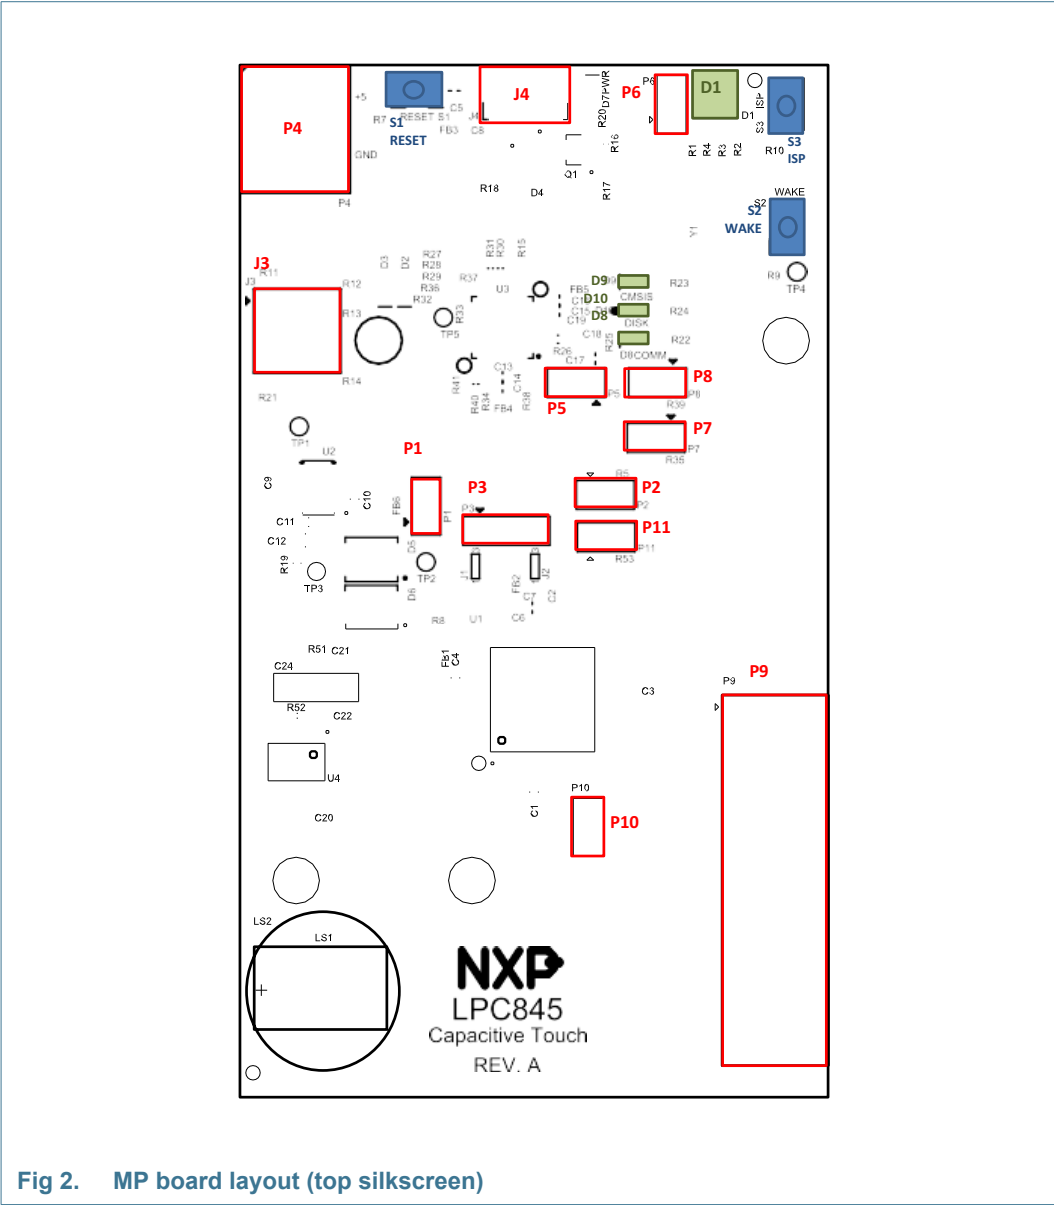 P4
+5
GND
P4
R7
RESET S1
C5
S1
RESET
FB3
J4
C8
J4
D7PWR
R20
R16
Q1
R17
R18
D4
P6
P6
D1
D1
R1
R4
R3
R2
ISP
S3
R10
S3
ISP
WAKE
S2
S2
WAKE
Y1
R9
TP4
J3
R11
J3
R12
R13
R14
R21
D3
D2
R27
R28
R29
R36
R32
R37
R31
R30
R15
U3
R33
TP5
R41
R40
R34
C13
FB4
C14
R38
FB5
C15
C19
C18
R26
C17
R25
D9
D10
D8
R23
CMSIS
R24
DISK
R22
D8COMM
P5
P5
P8
P8
R39
P7
P7
R35
TP1
U2
C9
C10
C11
C12
R19
TP3
P1
FB6
P1
P3
P3
D5
TP2
J1
J2
FB2
D6
R8
U1
C7
C2
C6
R5
P2
P2
P11
P11
R53
R51
C21
C24
R52
C22
U4
C20
FB1
C4
C3
C1
P10
P10
P9
P9
LS2
LS1
NXP
LPC845
Capacitive Touch
REV. A
Fig 2. MP board layout (top silkscreen)